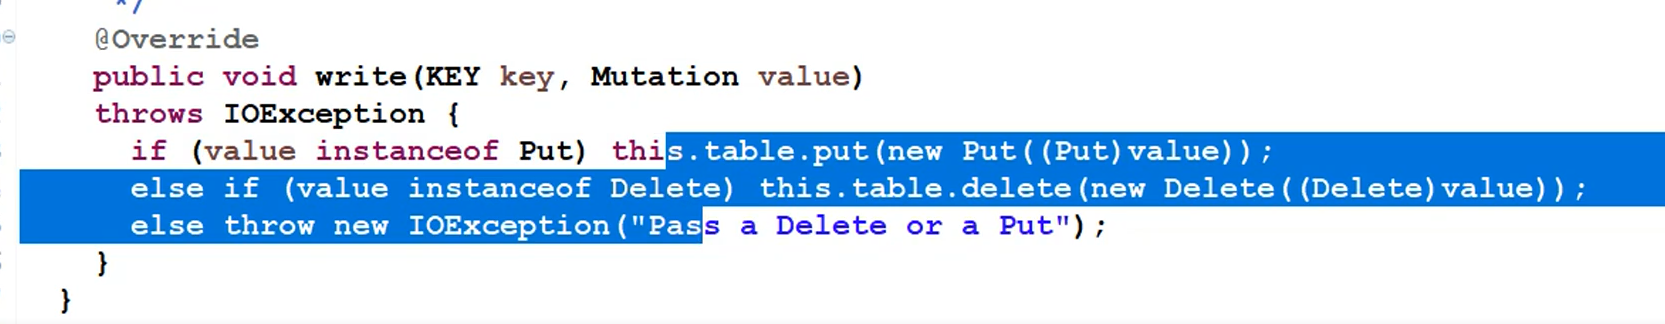 */
@Override
public void write(KEY key, Mutation value)
throws IOException {
if (value instanceof Put) this.table.put(new Put((Put)value));
else if (value instanceof Delete) this.table.delete(new Delete((Delete)value));
else throw new IOException("Pass a Delete or a Put");
}
}